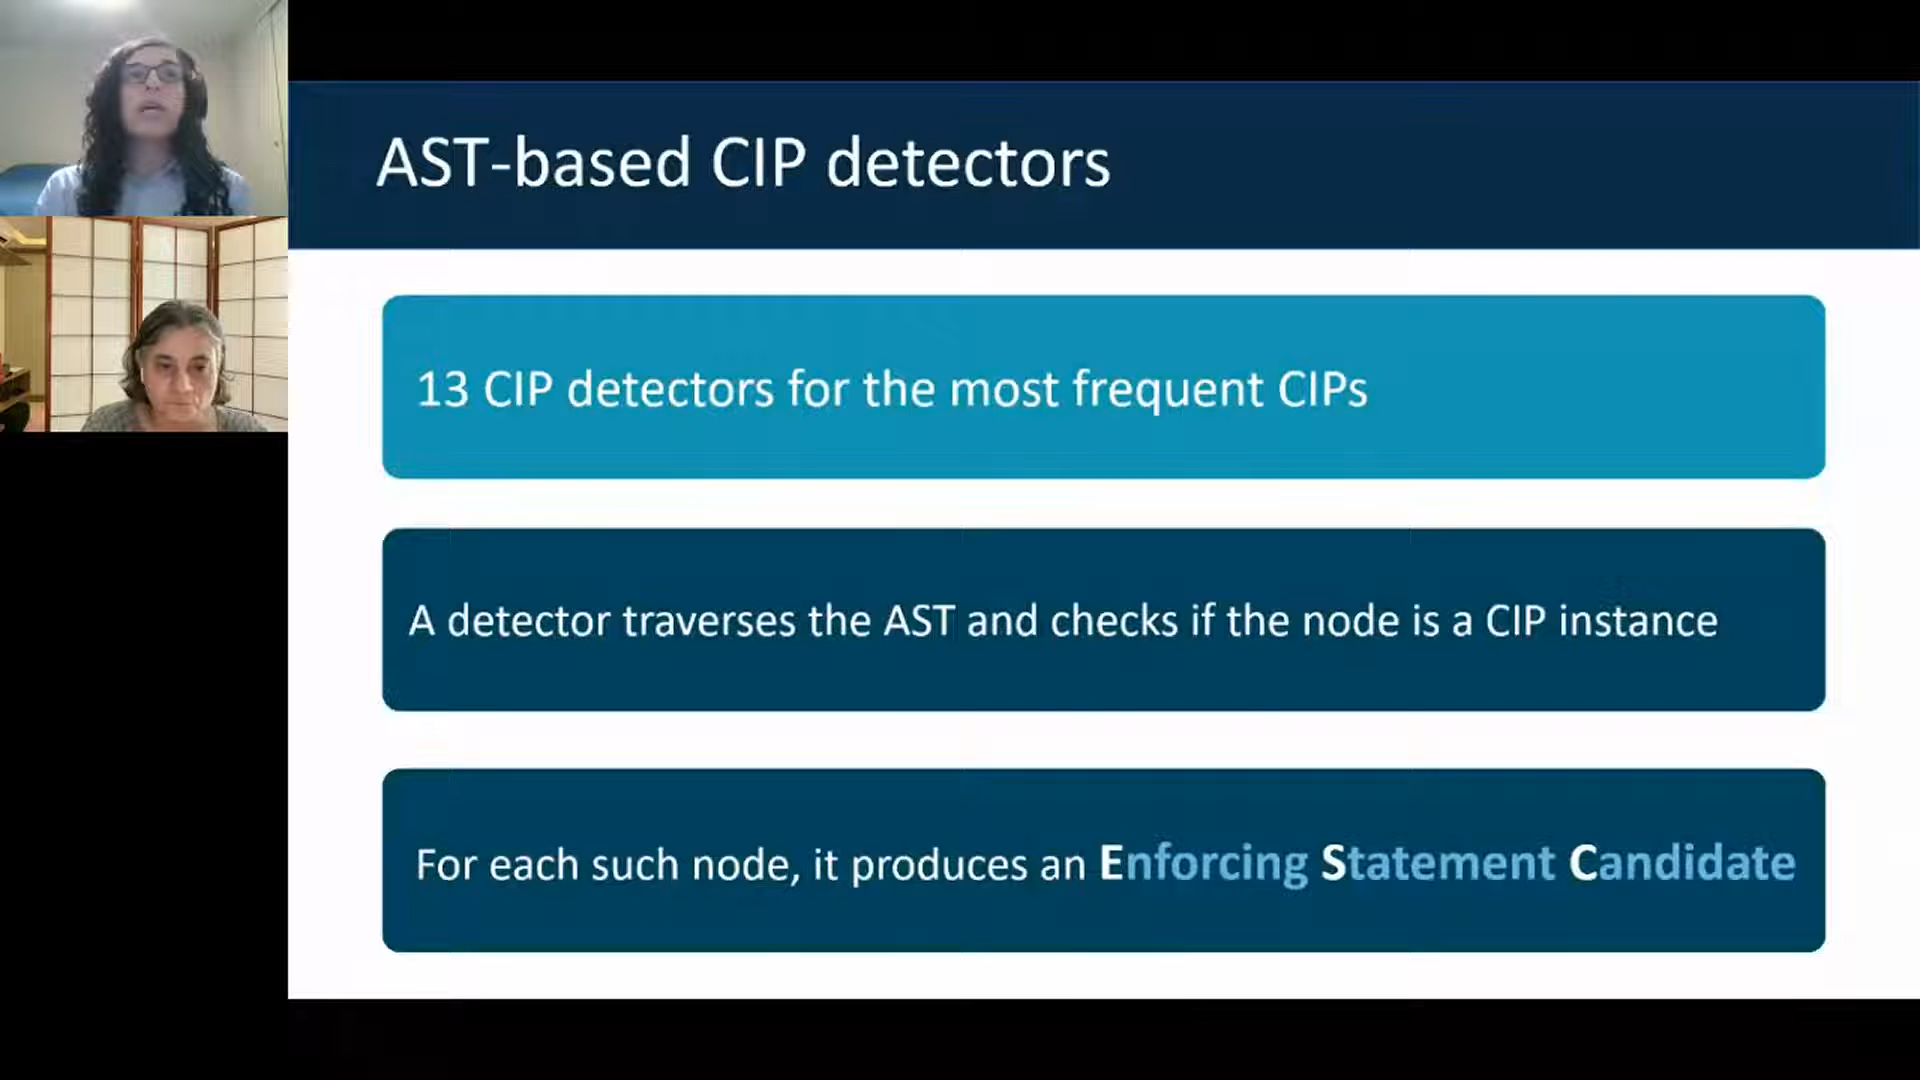 AST-based CIP detectors
13 CIP detectors for the most frequent CIPs
A detector traverses the AST and checks if the node is a CIP instance
For each such node, it produces an Enforcing Statement Candidate